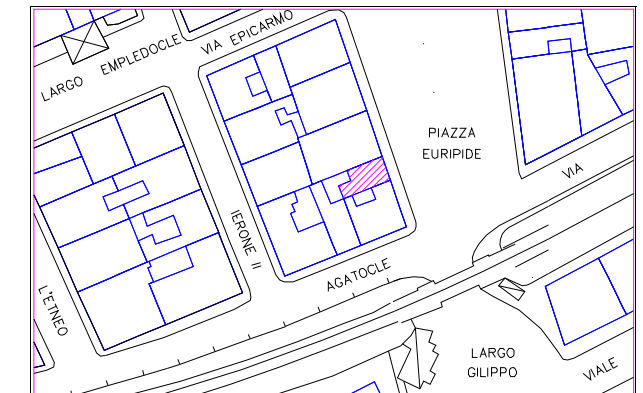 VIA EPICARMO
LARGO EMPLEDOCLE
PIAZZA
EURIPIDE
VIA
IERONE II
AGATOCLE
L'ETNEO
LARGO
GILIPPO
VIALE